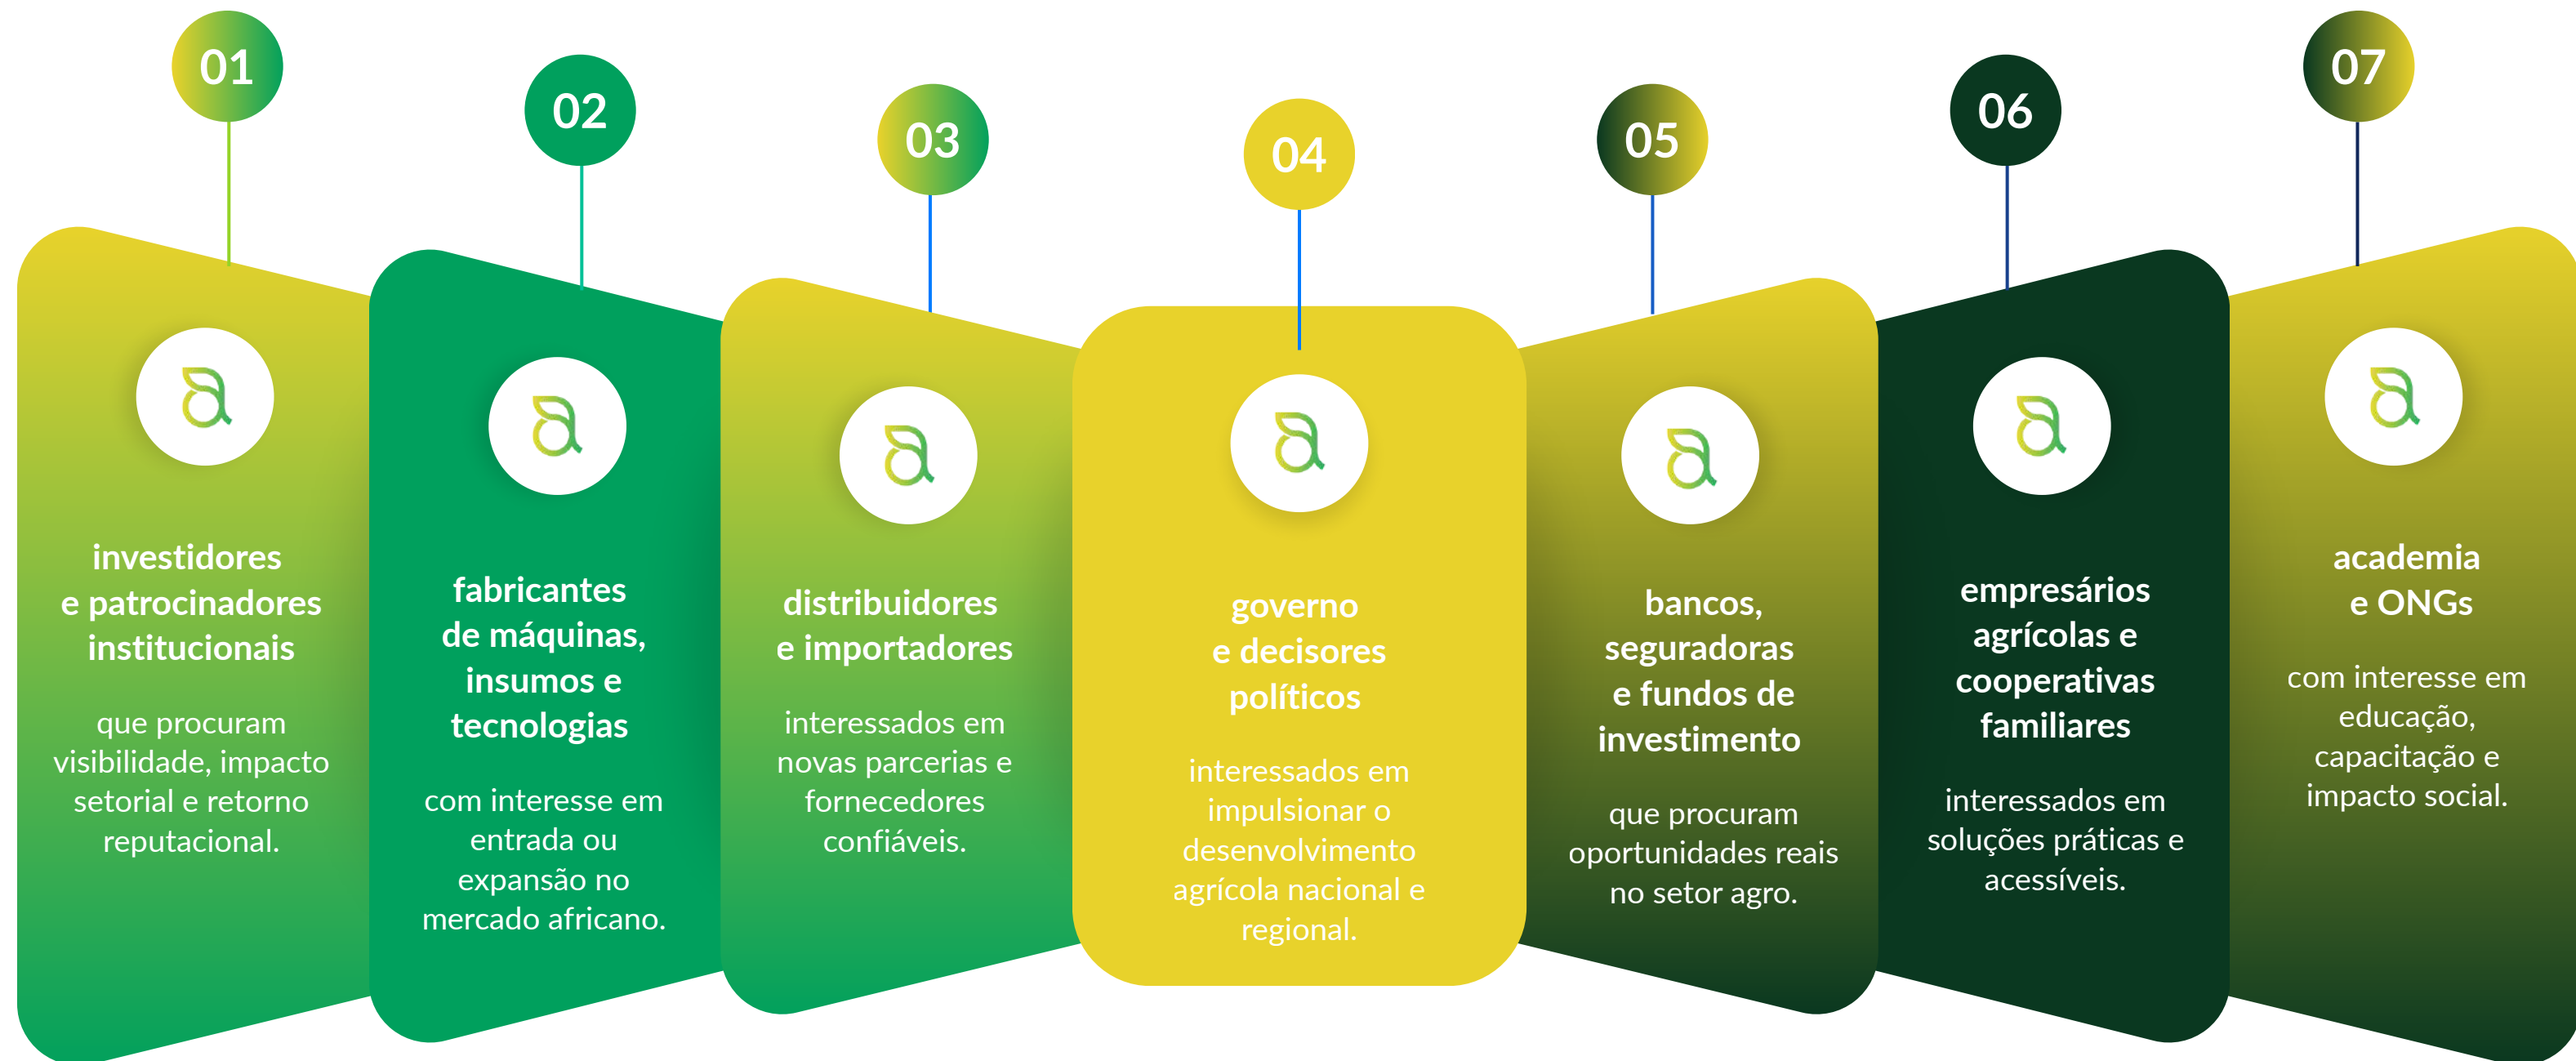 01
investidores
e patrocinadores
institucionais
que procuram
visibilidade, impacto
setorial e retorno
reputacional.
02
fabricantes
de máquinas,
insumos e
tecnologias
com interesse em
entrada ou
expansão no
mercado africano.
03
distribuidores
e importadores
interessados em
novas parcerias e
fornecedores
confiáveis.
04
governo
e decisores
políticos
interessados em
impulsionar o
desenvolvimento
agrícola nacional e
regional.
05
bancos,
seguradoras
e fundos de
investimento
que procuram
oportunidades reais
no setor agro.
06
empresários
agrícolas e
cooperativas
familiares
interessados em
soluções práticas e
acessíveis.
07
academia
e ONGs
com interesse em
educação,
capacitação e
impacto social.